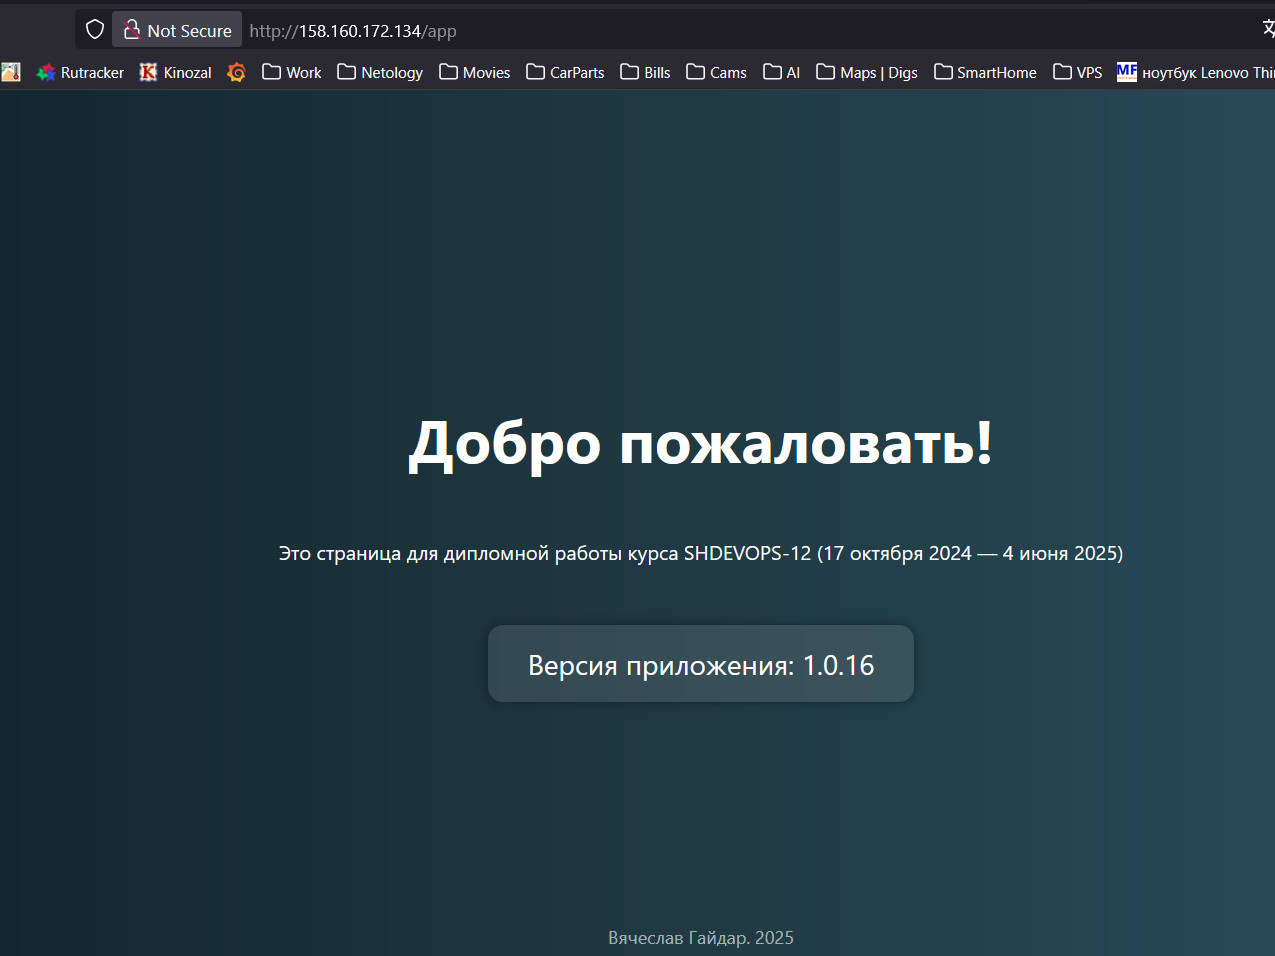 Not Secure http://158.160.172.134/app
Rutracker Kinozal Work Netology Movies CarParts Bills Cams AI Maps | Digs SmartHome VPS MF ноутбук Lenovo Thi
Добро пожаловать!
Это страница для дипломной работы курса SHDEVOPS-12 (17 октября 2024 — 4 июня 2025)
Версия приложения: 1.0.16
Вячеслав Гайдар. 2025